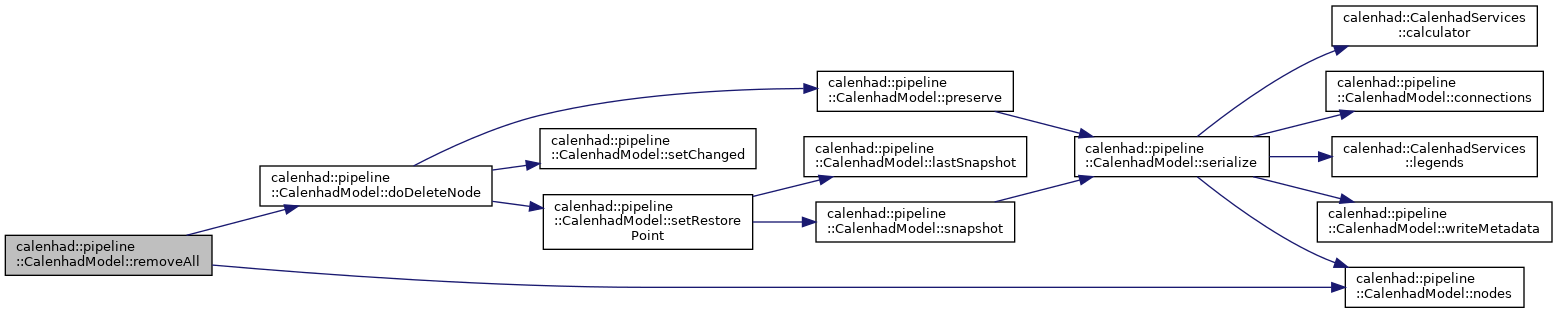 calenhad::pipeline
::CalenhadModel::removeAll
calenhad::pipeline
::CalenhadModel::doDeleteNode
calenhad::pipeline
::CalenhadModel::preserve
calenhad::pipeline
::CalenhadModel::setChanged
calenhad::pipeline
::CalenhadModel::setRestore
Point
calenhad::pipeline
::CalenhadModel::lastSnapshot
calenhad::pipeline
::CalenhadModel::snapshot
calenhad::pipeline
::CalenhadModel::serialize
calenhad::CalenhadServices
::calculator
calenhad::pipeline
::CalenhadModel::connections
calenhad::CalenhadServices
::legends
calenhad::pipeline
::CalenhadModel::writeMetadata
calenhad::pipeline
::CalenhadModel::nodes